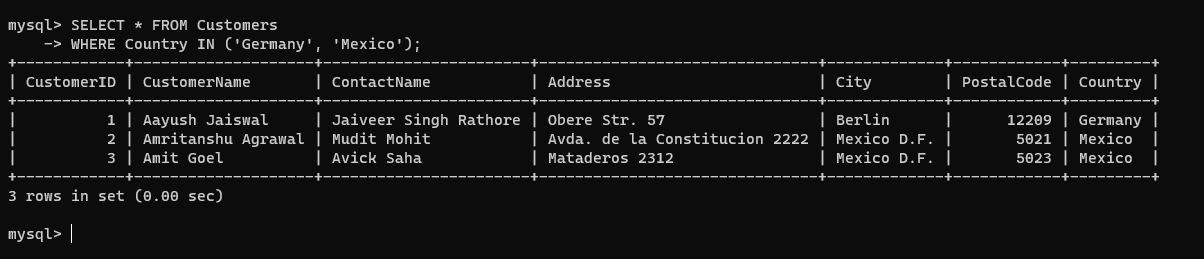 mysql> SELECT * FROM Customers
    -> WHERE Country IN ('Germany', 'Mexico');
+------------+--------------------+-----------------------+-------------------------------+-------------+------------+---------+
| CustomerID | CustomerName       | ContactName           | Address                       | City        | PostalCode | Country |
+------------+--------------------+-----------------------+-------------------------------+-------------+------------+---------+
|          1 | Aayush Jaiswal     | Jaiveer Singh Rathore | Obere Str. 57                 | Berlin      |      12209 | Germany |
|          2 | Amritanshu Agrawal | Mudit Mohit           | Avda. de la Constitucion 2222 | Mexico D.F. |       5021 | Mexico  |
|          3 | Amit Goel          | Avick Saha            | Mataderos 2312                | Mexico D.F. |       5023 | Mexico  |
+------------+--------------------+-----------------------+-------------------------------+-------------+------------+---------+
3 rows in set (0.00 sec)

mysql>